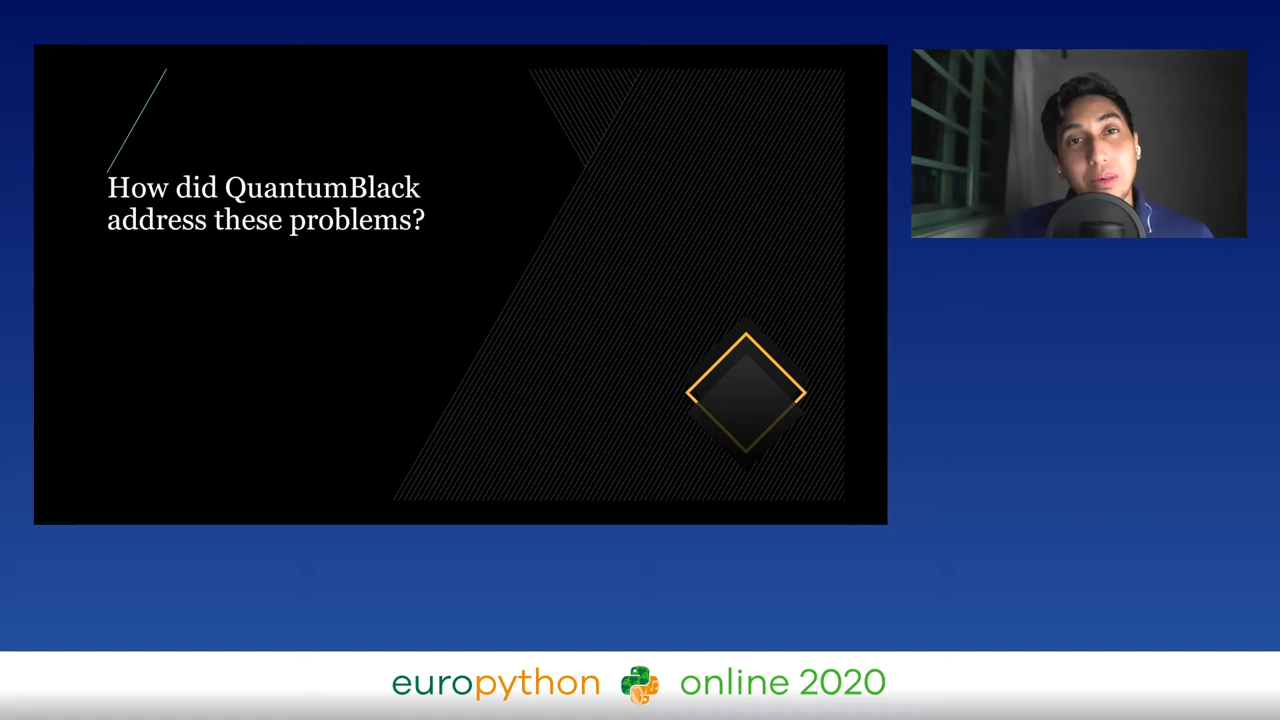 How did QuantumBlack
address these problems?
europython online 2020